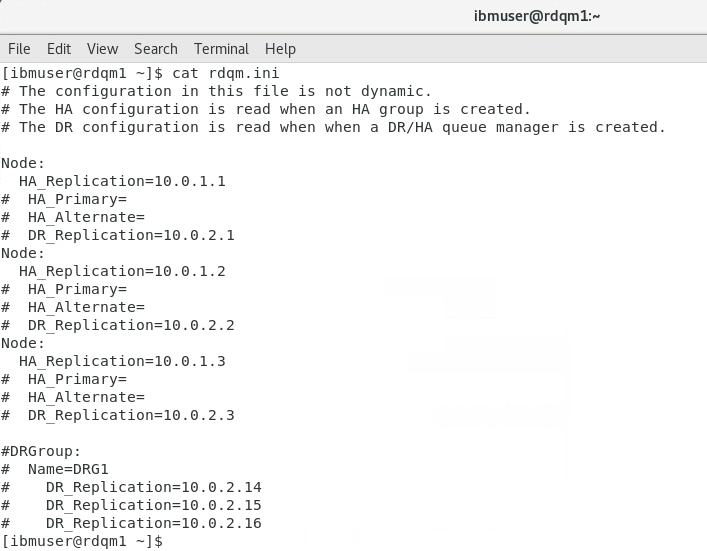 ibmuser@rdqm1:~
File Edit View Search Terminal Help
[ibmuser@rdqm1 ~]$ cat rdqm.ini
# The configuration in this file is not dynamic.
# The HA configuration is read when an HA group is created.
# The DR configuration is read when when a DR/HA queue manager is created.

Node:
  HA_Replication=10.0.1.1
#  HA_Primary=
#  HA_Alternate=
#  DR_Replication=10.0.2.1
Node:
  HA_Replication=10.0.1.2
#  HA_Primary=
#  HA_Alternate=
#  DR_Replication=10.0.2.2
Node:
  HA_Replication=10.0.1.3
#  HA_Primary=
#  HA_Alternate=
#  DR_Replication=10.0.2.3

#DRGroup:
#  Name=DRG1
#    DR_Replication=10.0.2.14
#    DR_Replication=10.0.2.15
#    DR_Replication=10.0.2.16
[ibmuser@rdqm1 ~]$